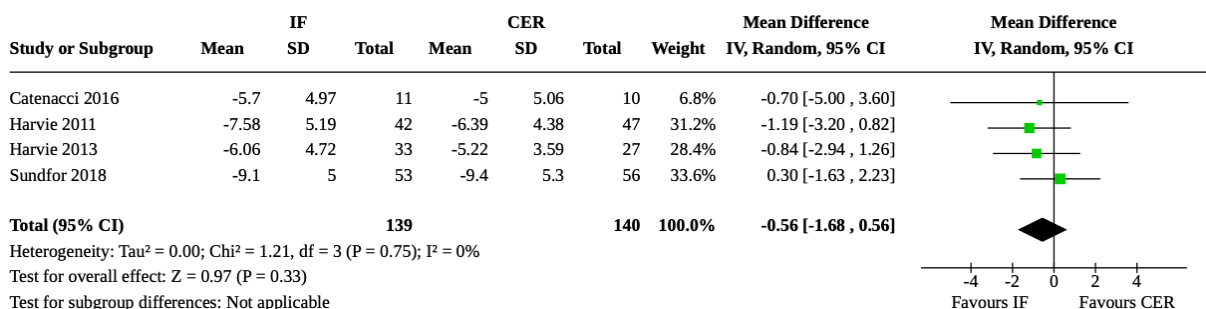 IF CER Mean Difference Mean Difference
Study or Subgroup Mean SD Total Mean SD Total Weight IV, Random, 95% CI IV, Random, 95% CI
Catenacci 2016 -5.7 4.97 11 -5 5.06 10 6.8% -0.70 [-5.00 , 3.60]
Harvie 2011 -7.58 5.19 42 -6.39 4.38 47 31.2% -1.19 [-3.20 , 0.82]
Harvie 2013 -6.06 4.72 33 -5.22 3.59 27 28.4% -0.84 [-2.94 , 1.26]
Sundfor 2018 -9.1 5 53 -9.4 5.3 56 33.6% 0.30 [-1.63 , 2.23]
Total (95% CI) 139 140 100.0% -0.56 [-1.68 , 0.56]
Heterogeneity: Tau² = 0.00; Chi² = 1.21, df = 3 (P = 0.75); I² = 0%
Test for overall effect: Z = 0.97 (P = 0.33)
Test for subgroup differences: Not applicable
-4 -2 0 2 4
Favours IF Favours CER